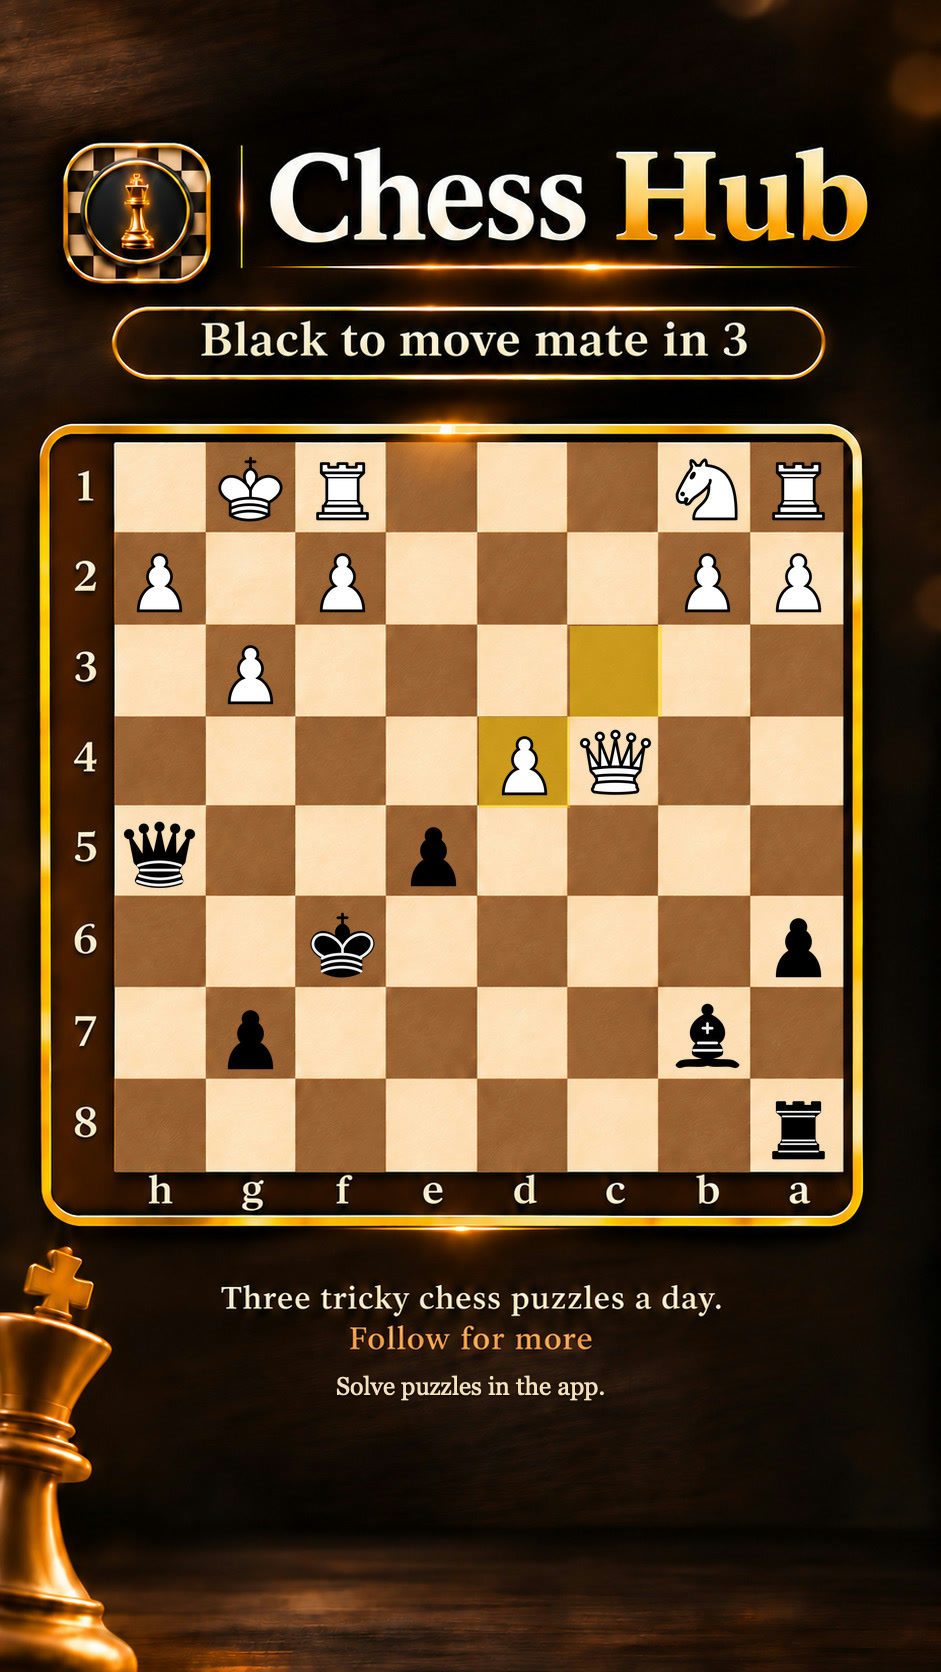 Chess Hub
Black to move mate in 3
1
2
3
4
5
6
7
8
h g f e d c b a
Three tricky chess puzzles a day.
Follow for more
Solve puzzles in the app.